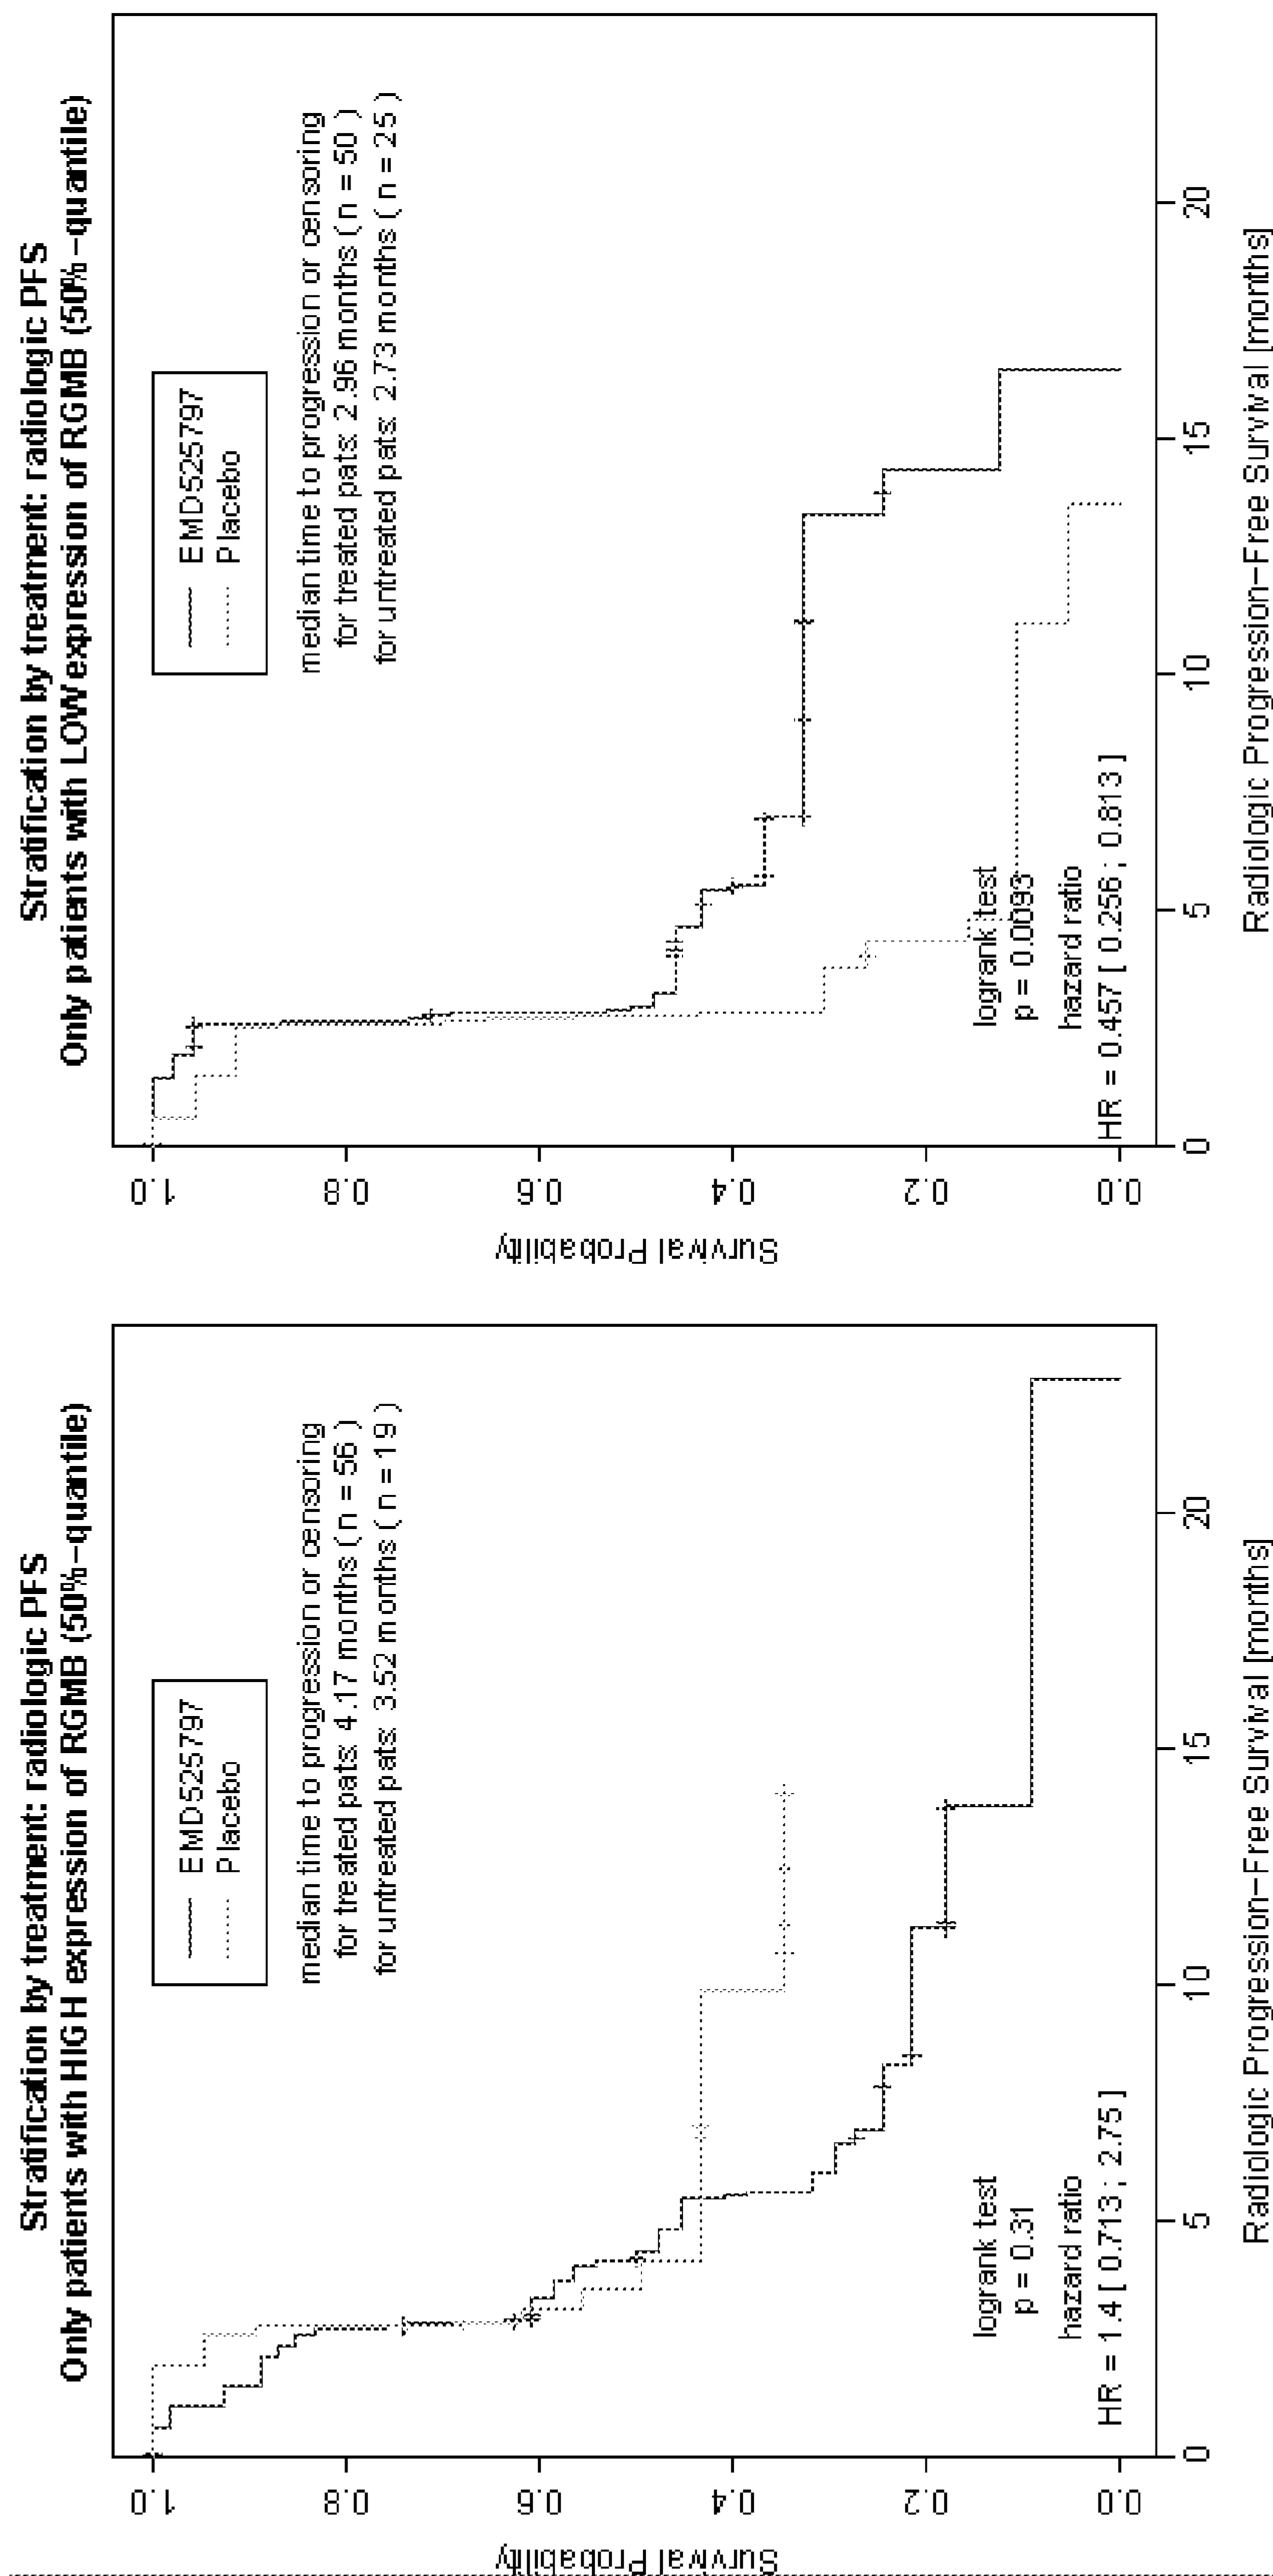 Stratification by treatment: radiologic PFS
Only patients with HIGH expression of RGMB (50%-quantile)
EMD525797
Placebo
median time to progression or censoring
for treated pats: 4.17 months ( n = 56 )
for untreated pats: 3.52 months ( n = 19 )
logrank test
p = 0.31
hazard ratio
HR = 1.4 [ 0.713 ; 2.75 ]
Survival Probability
1.0
0.8
0.6
0.4
0.2
0.0
0
5
10
15
20
Radiologic Progression-Free Survival [months]
Stratification by treatment: radiologic PFS
Only patients with LOW expression of RGMB (50%-quantile)
EMD525797
Placebo
median time to progression or censoring
for treated pats: 2.96 months ( n = 50 )
for untreated pats: 2.73 months ( n = 25 )
logrank test
p = 0.0093
hazard ratio
HR = 0.457 [ 0.256 ; 0.813 ]
Survival Probability
1.0
0.8
0.6
0.4
0.2
0.0
0
5
10
15
20
Radiologic Progression-Free Survival [months]